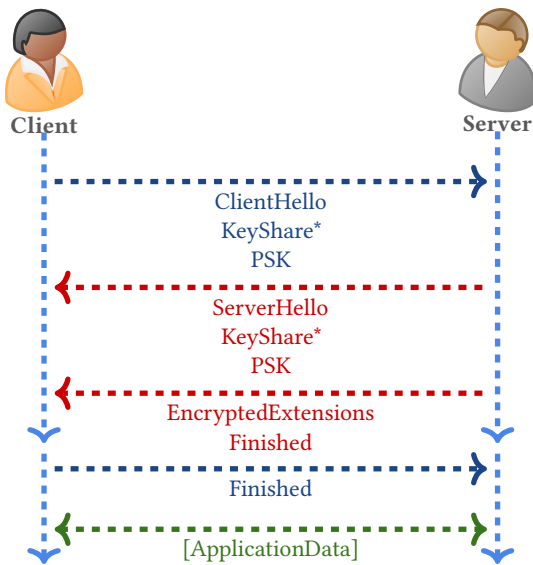 Client
Server
ClientHello
KeyShare*
PSK
ServerHello
KeyShare*
PSK
EncryptedExtensions
Finished
Finished
[ApplicationData]